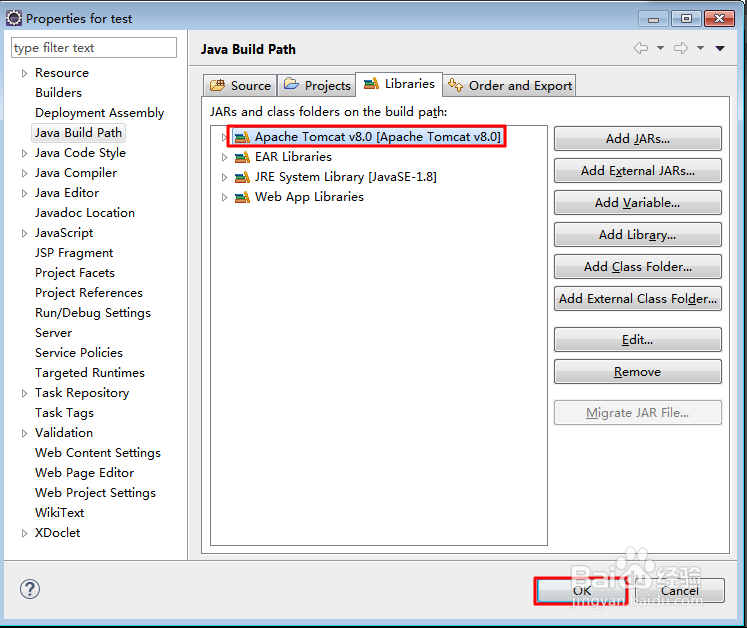 Properties for test
type filter text
Resource
Builders
Deployment Assembly
Java Build Path
Java Code Style
Java Compiler
Java Editor
Javadoc Location
JavaScript
JSP Fragment
Project Facets
Project References
Run/Debug Settings
Server
Service Policies
Targeted Runtimes
Task Repository
Task Tags
Validation
Web Content Settings
Web Page Editor
Web Project Settings
WikiText
XDoclet
Java Build Path
Source Projects Libraries Order and Export
JARs and class folders on the build path:
Apache Tomcat v8.0 [Apache Tomcat v8.0]
EAR Libraries
JRE System Library [JavaSE-1.8]
Web App Libraries
Add JARs...
Add External JARs...
Add Variable...
Add Library...
Add Class Folder...
Add External Class Folder...
Edit...
Remove
Migrate JAR File...
OK Cancel
Baidu 经验
jingyan.baidu.com